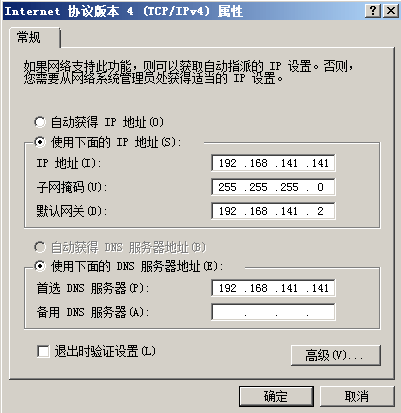 Internet 协议版本 4 (TCP/IPv4) 属性
常规
如果网络支持此功能，则可以获取自动指派的 IP 设置。否则，
您需要从网络系统管理员处获得适当的 IP 设置。
自动获得 IP 地址(O)
使用下面的 IP 地址(S):
IP 地址(I): 192 .168 .141 .141
子网掩码(U): 255 .255 .255 . 0
默认网关(D): 192 .168 .141 . 2
自动获得 DNS 服务器地址(B)
使用下面的 DNS 服务器地址(E):
首选 DNS 服务器(P): 192 .168 .141 .141
备用 DNS 服务器(A): . . .
退出时验证设置(L)
高级(V)...
确定 取消